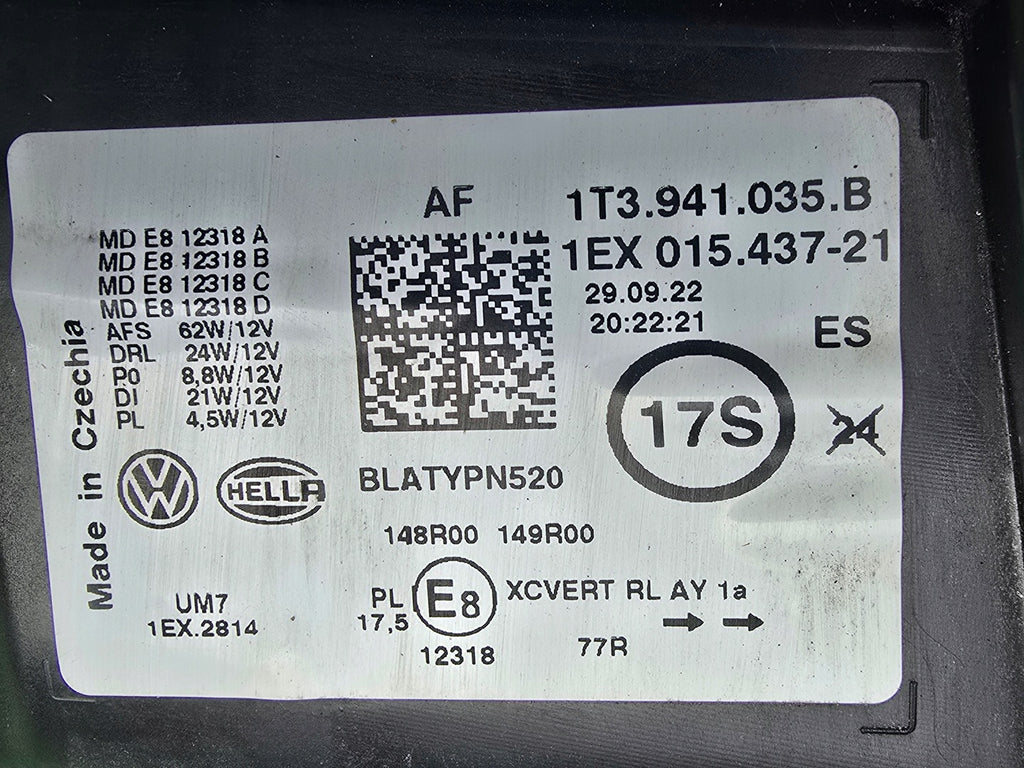 AF
1T3.941.035.B
1EX 015.437-21
29.09.22
20:22:21
ES
MD E8 12318 A
MD E8 12318 B
MD E8 12318 C
MD E8 12318 D
AFS 62W/12V
DRL 24W/12V
PO 8,8W/12V
DI 21W/12V
PL 4,5W/12V
Made in Czechia
17S
24
VW
HELLA
BLATYPN520
148R00 149R00
UM7
1EX.2814
PL
17,5
E8
XCVERT RL AY 1a
→ →
12318
77R